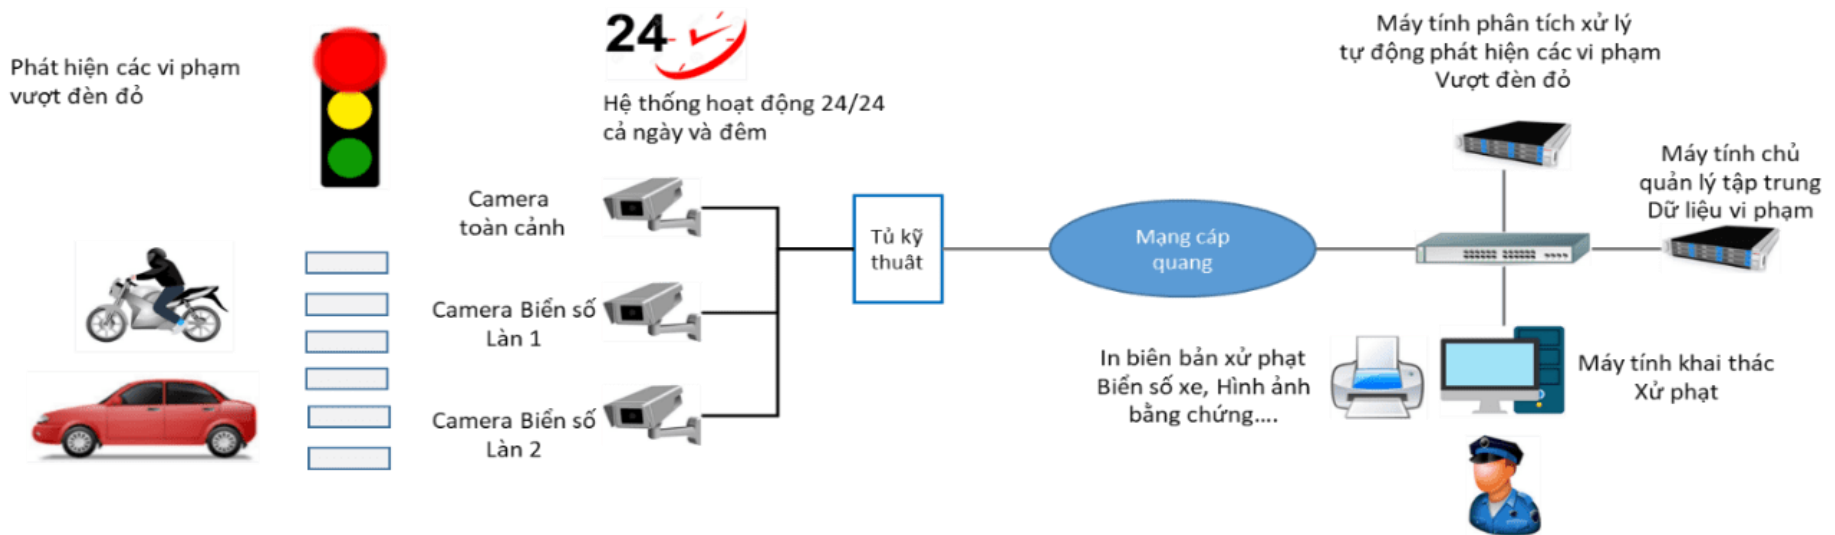 Phát hiện các vi phạm
vượt đèn đỏ
24
Hệ thống hoạt động 24/24
cả ngày và đêm
Camera
toàn cảnh
Camera Biển số
Làn 1
Camera Biển số
Làn 2
Tủ kỹ
thuât
Mạng cáp
quang
Máy tính phân tích xử lý
tự động phát hiện các vi phạm
Vượt đèn đỏ
Máy tính chủ
quản lý tập trung
Dữ liệu vi phạm
In biên bản xử phạt
Biển số xe, Hình ảnh
bằng chứng....
Máy tính khai thác
Xử phạt